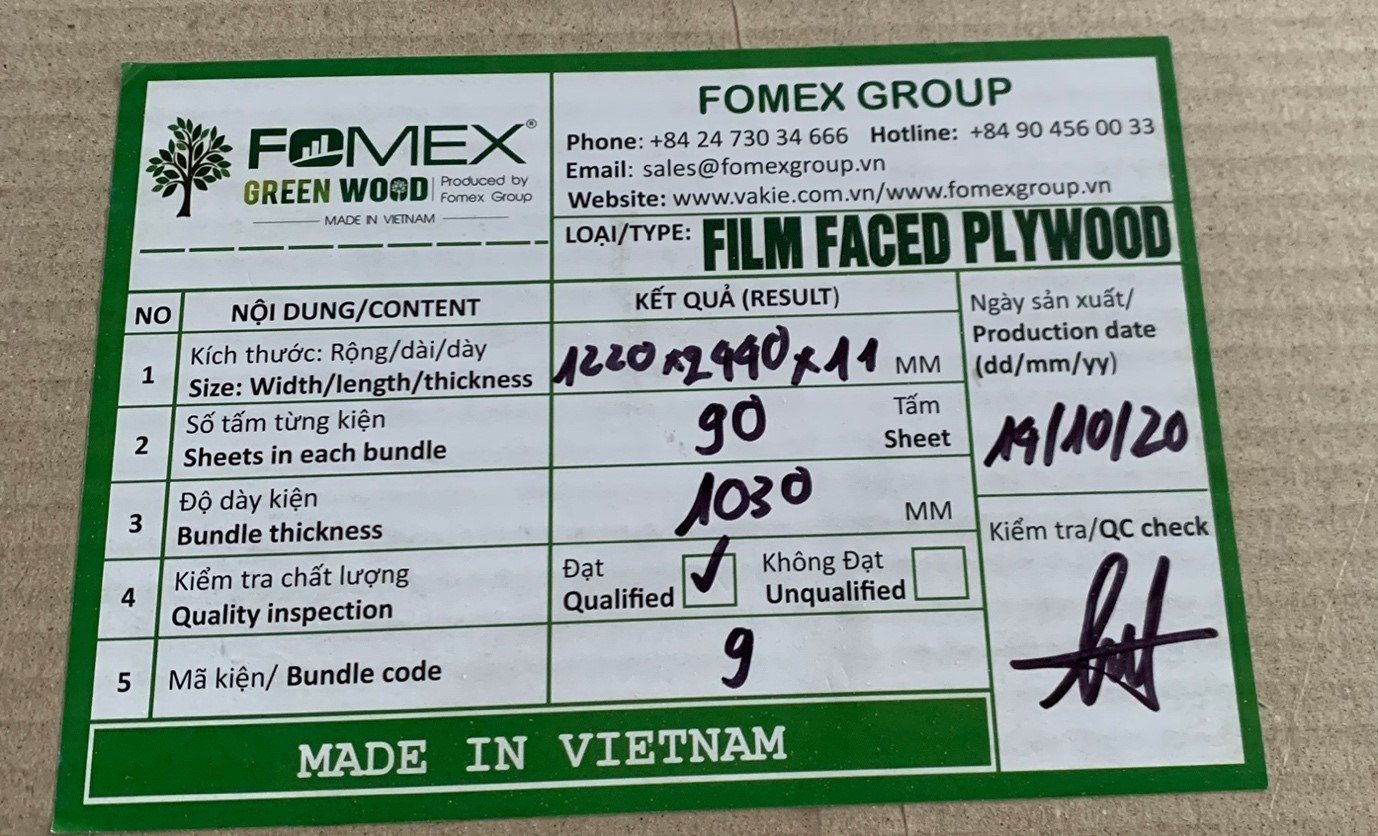 FOMEX®
GREEN WOOD
Produced by
Fomex Group
MADE IN VIETNAM
FOMEX GROUP
Phone: +84 24 730 34 666 Hotline: +84 90 456 00 33
Email: sales@fomexgroup.vn
Website: www.vakie.com.vn/www.fomexgroup.vn
LOẠI/TYPE: FILM FACED PLYWOOD
NO
NỘI DUNG/CONTENT
KẾT QUẢ (RESULT)
1
Kích thước: Rộng/dài/dày
Size: Width/length/thickness
1220x2440x11 MM
2
Số tấm từng kiện
Sheets in each bundle
90
Tấm
Sheet
3
Độ dày kiện
Bundle thickness
1030 MM
4
Kiểm tra chất lượng
Quality inspection
Đạt
Qualified
Không Đạt
Unqualified
5
Mã kiện/ Bundle code
9
Ngày sản xuất/
Production date
(dd/mm/yy)
19/10/20
Kiểm tra/QC check
MADE IN VIETNAM